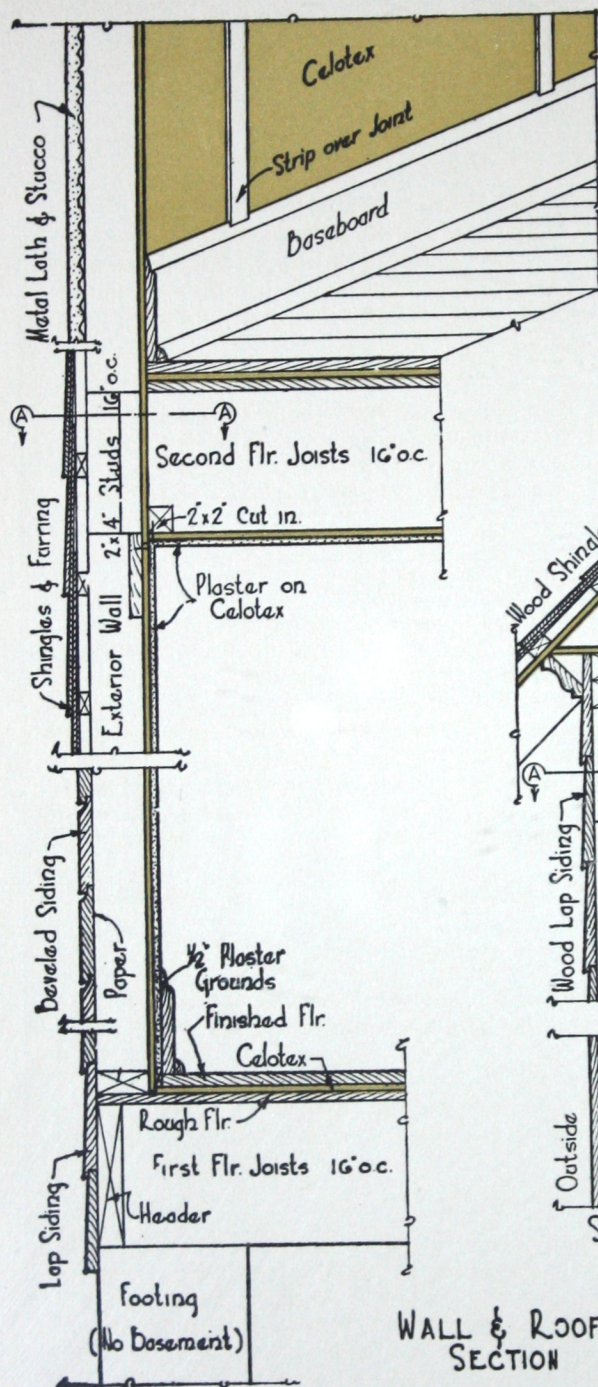 Celotex
Strip over Joint
Baseboard
Metal Lath & Stucco
A
A
2"x4" Studs 16" o.c.
Second Flr. Joists 16" o.c.
2"x2" Cut in.
Plaster on
Celotex
Shingles & Furring
Exterior Wall
Wood Shingl
A
Beveled Siding
Paper
Wood Lap Siding
½" Plaster
Grounds
Finished Flr.
Celotex
Rough Flr.
First Flr. Joists 16" o.c.
Header
Lap Siding
Outside
Footing
(No Basement)
WALL & ROOF
SECTION